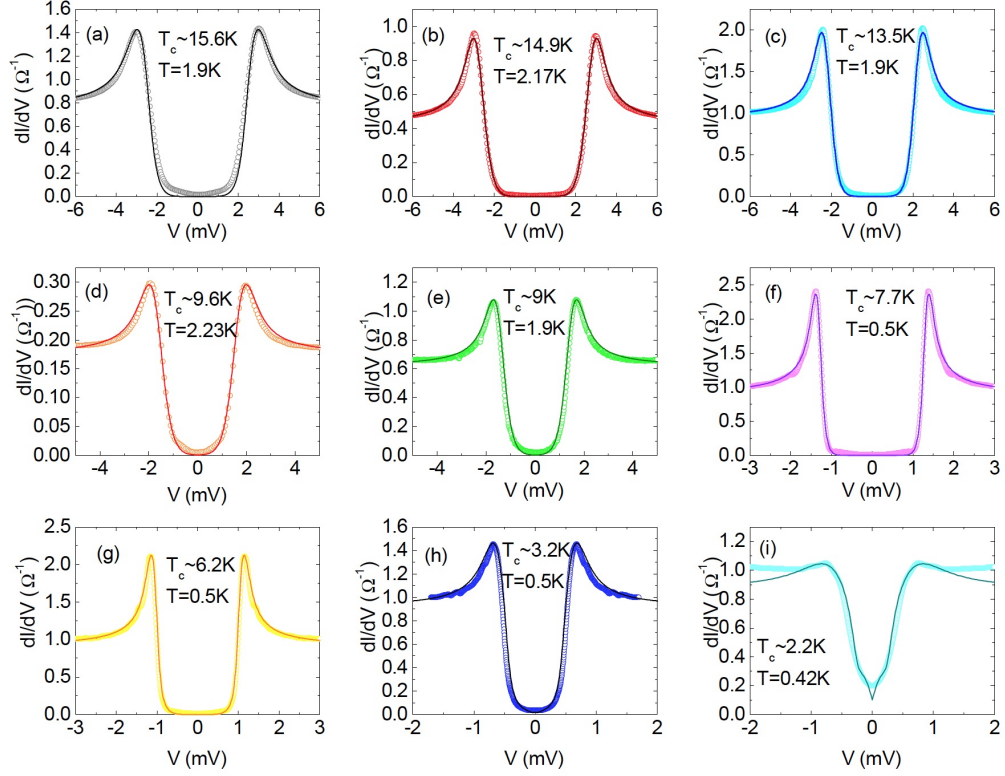 (a)
T_c~15.6K
T=1.9K
dI/dV (Ω⁻¹)
1.6
1.4
1.2
1.0
0.8
0.6
0.4
0.2
0.0
-6 -4 -2 0 2 4 6
V (mV)
(b)
T_c~14.9K
T=2.17K
dI/dV (Ω⁻¹)
1.0
0.8
0.6
0.4
0.2
0.0
-6 -4 -2 0 2 4 6
V (mV)
(c)
T_c~13.5K
T=1.9K
dI/dV (Ω⁻¹)
2.0
1.5
1.0
0.5
0.0
-6 -4 -2 0 2 4 6
V (mV)
(d)
T_c~9.6K
T=2.23K
dI/dV (Ω⁻¹))
0.30
0.25
0.20
0.15
0.10
0.05
0.00
-4 -2 0 2 4
V (mV)
(e)
T_c~9K
T=1.9K
dI/dV (Ω⁻¹)
1.2
1.0
0.8
0.6
0.4
0.2
0.0
-4 -2 0 2 4
V (mV)
(f)
T_c~7.7K
T=0.5K
dI/dV (Ω⁻¹)
2.5
2.0
1.5
1.0
0.5
0.0
-3 -2 -1 0 1 2 3
V (mV)
(g)
T_c~6.2K
T=0.5K
dI/dV (Ω⁻¹)
2.5
2.0
1.5
1.0
0.5
0.0
-3 -2 -1 0 1 2 3
V (mV)
(h)
T_c~3.2K
T=0.5K
dI/dV (Ω⁻¹)
1.6
1.4
1.2
1.0
0.8
0.6
0.4
0.2
0.0
-2 -1 0 1 2
V (mV)
(i)
T_c~2.2K
T=0.42K
dI/dV (Ω⁻¹)
1.2
1.0
0.8
0.6
0.4
0.2
0.0
-2 -1 0 1 2
V (mV)